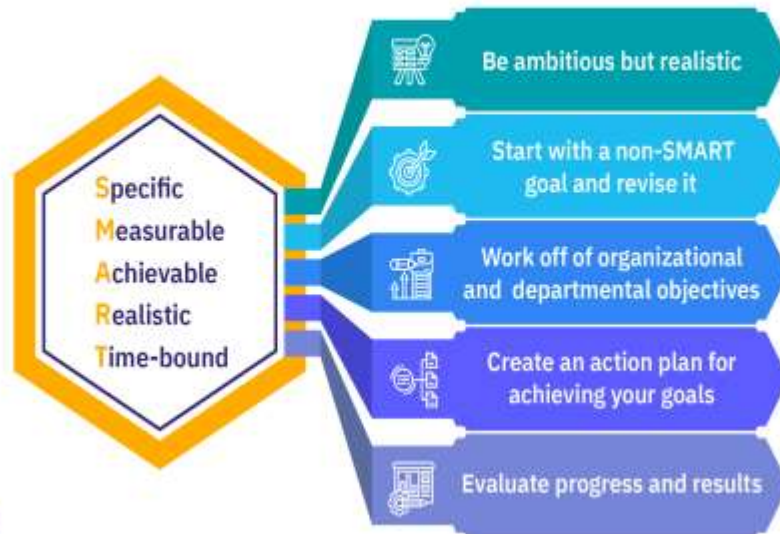 Specific
Measurable
Achievable
Realistic
Time-bound
Be ambitious but realistic
Start with a non-SMART
goal and revise it
Work off of organizational
and departmental objectives
Create an action plan for
achieving your goals
Evaluate progress and results